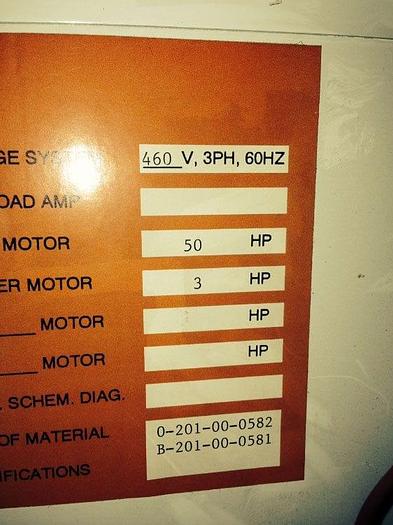 GE SYSTEM 460 V, 3PH, 60HZ
OAD AMP
MOTOR 50 HP
ER MOTOR 3 HP
MOTOR HP
MOTOR HP
. SCHEM. DIAG.
OF MATERIAL 0-201-00-0582
B-201-00-0581
IFICATIONS